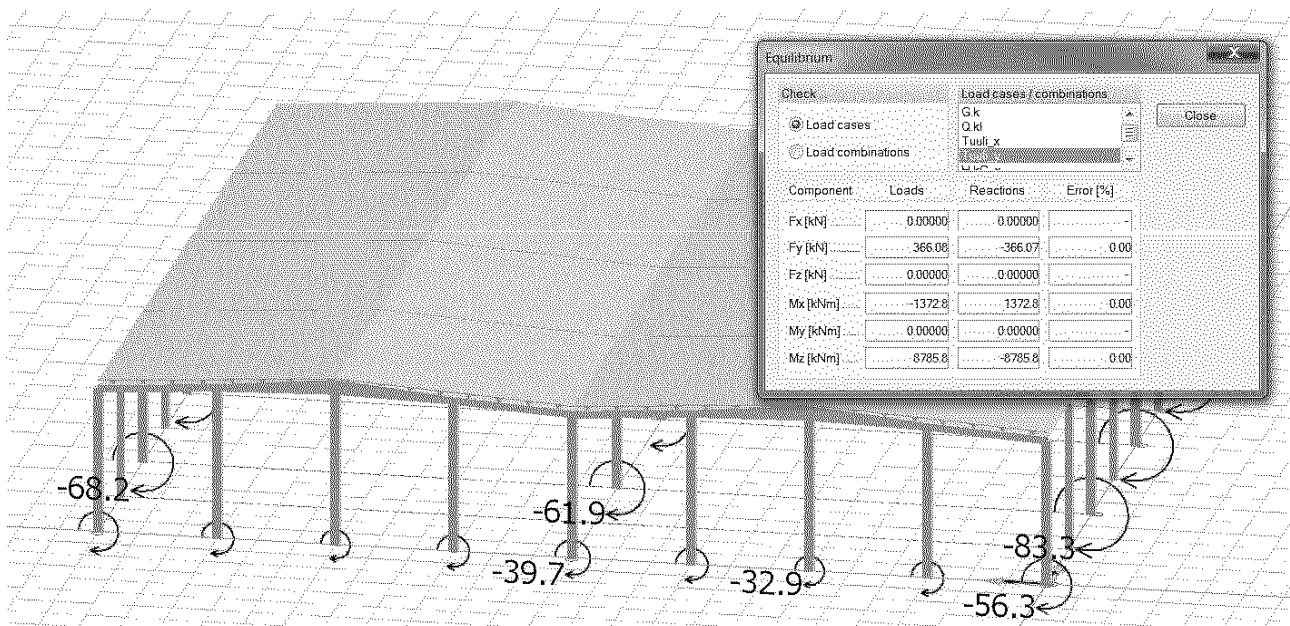 Equilibrium
Check
Load cases
Load combinations
Load cases / combinations
G.k
Q.kl
Tuuli_x
Close
Component Loads Reactions Error [%]
Fx [kN] 0.00000 0.00000 -
Fy [kN] 366.08 -366.07 0.00
Fz [kN] 0.00000 0.00000 -
Mx [kNm] -1372.8 1372.8 0.00
My [kNm] 0.00000 0.00000 -
Mz [kNm] 8785.8 -8785.8 0.00
-68.2
-61.9
-39.7
-32.9
-83.3
-56.3